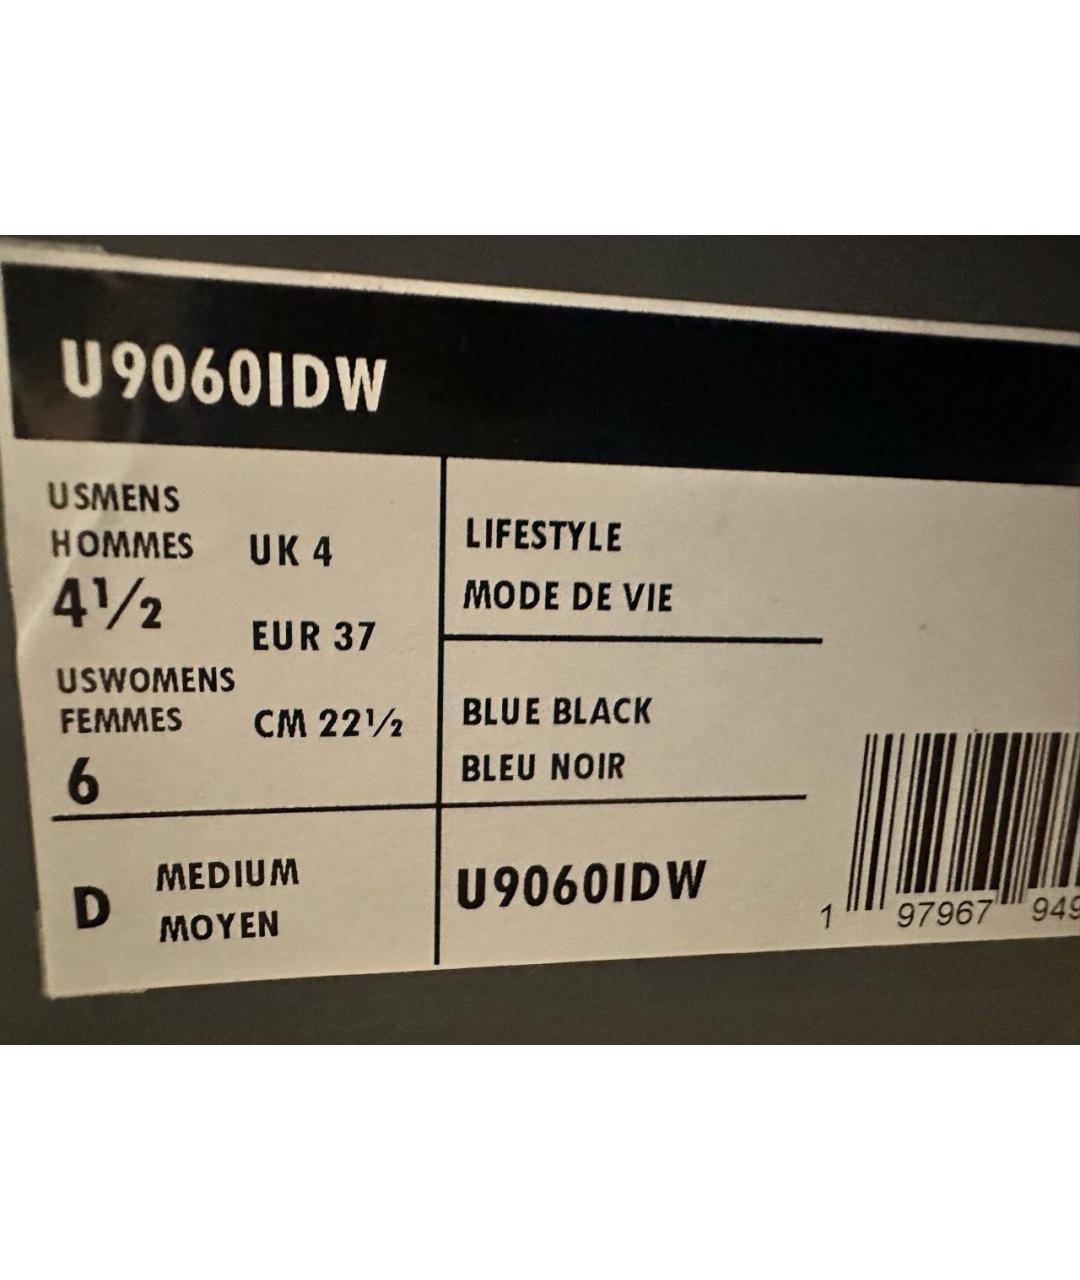 U9060IDW
USMENS
HOMMES
4½
UK 4
EUR 37
USWOMENS
FEMMES
6
CM 22½
LIFESTYLE
MODE DE VIE
BLUE BLACK
BLEU NOIR
D
MEDIUM
MOYEN
U9060IDW
1 97967 949